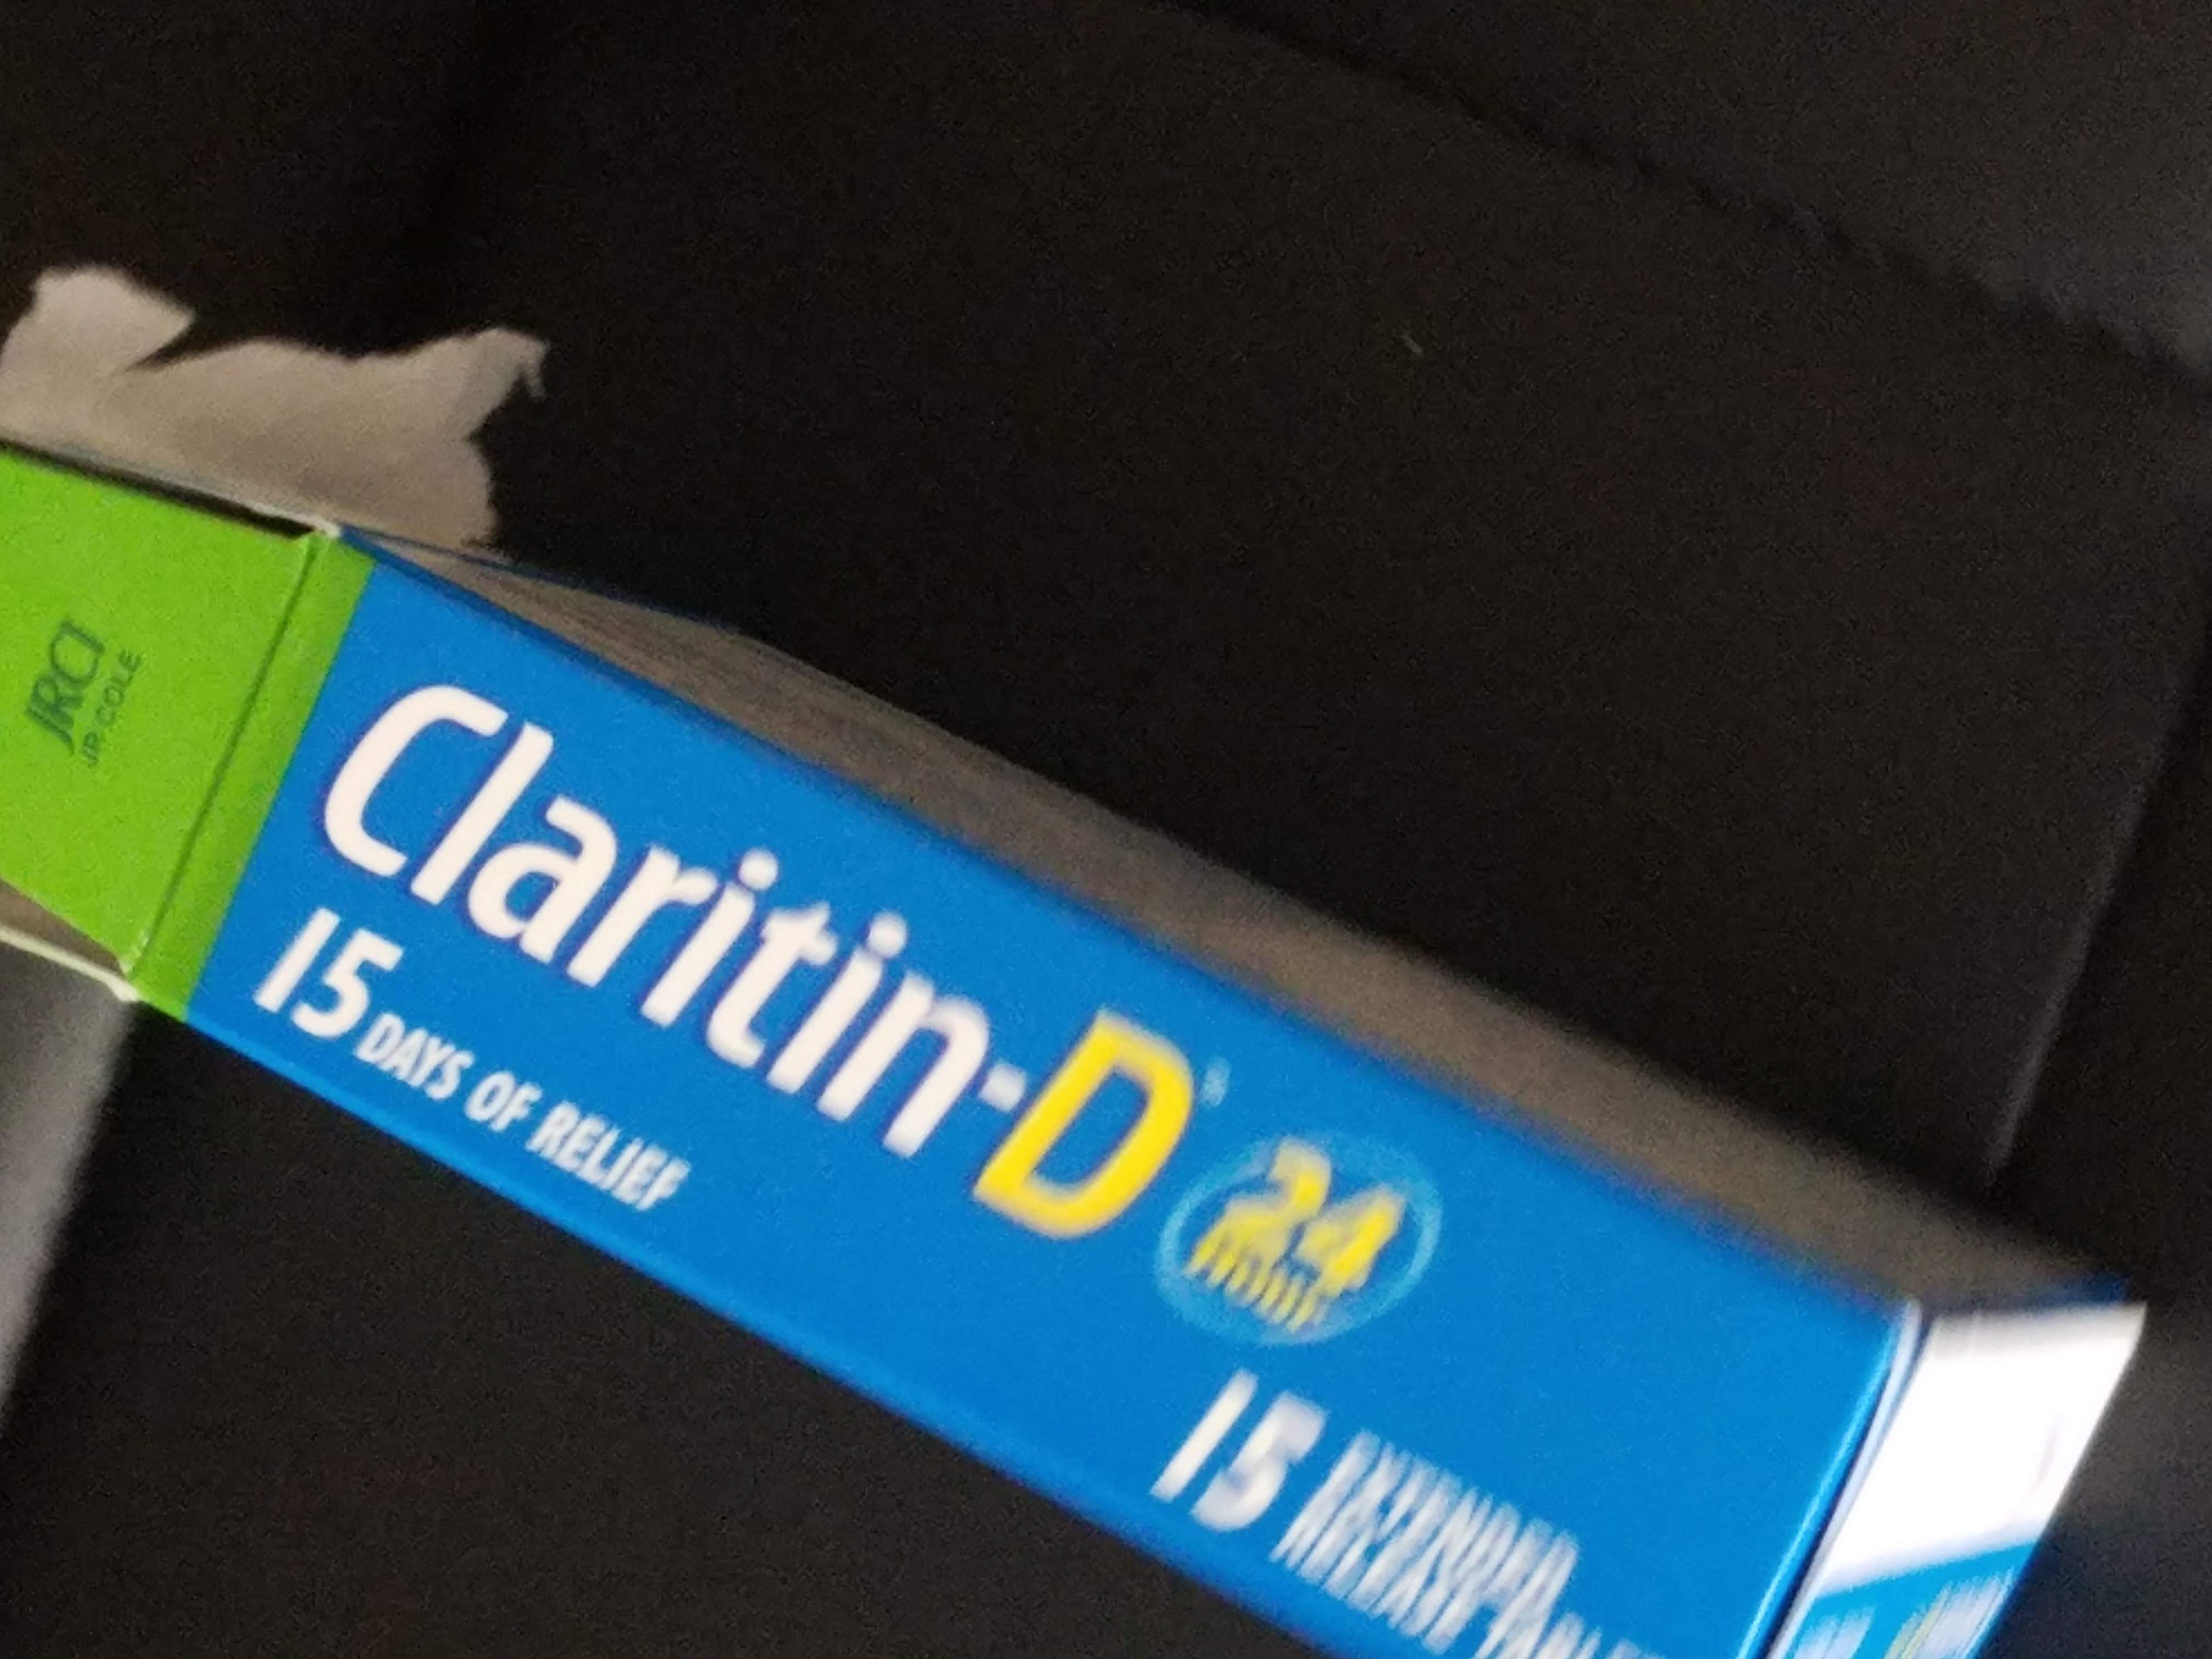 JRCI
JR COLE
Claritin-D®
24
15 DAYS OF RELIEF
15